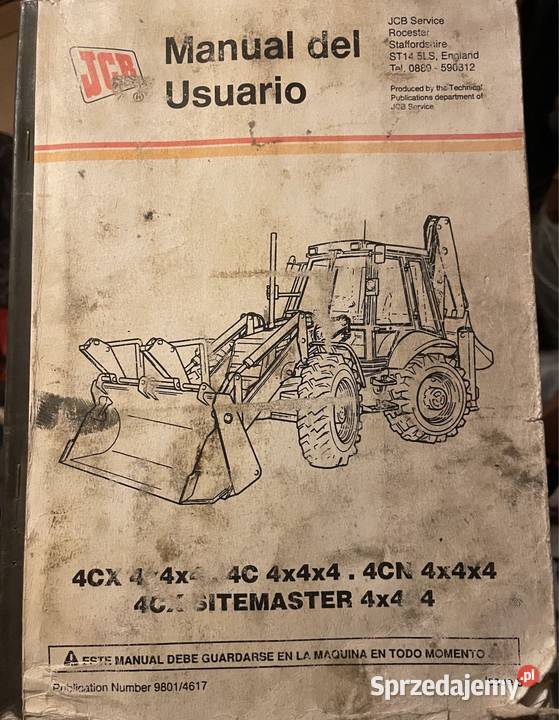 JCB
®
Manual del
Usuario
JCB Service
Rocester
Staffordshire
ST14 5LS, England
Tel. 0889 - 590312
Produced by the Technical
Publications department of
JCB Service
4CX 4x4x4 . 4C 4x4x4 . 4CN 4x4x4
4CX SITEMASTER 4x4x4
ESTE MANUAL DEBE GUARDARSE EN LA MAQUINA EN TODO MOMENTO
Publication Number 9801/4617
Sprzedajemy.pl